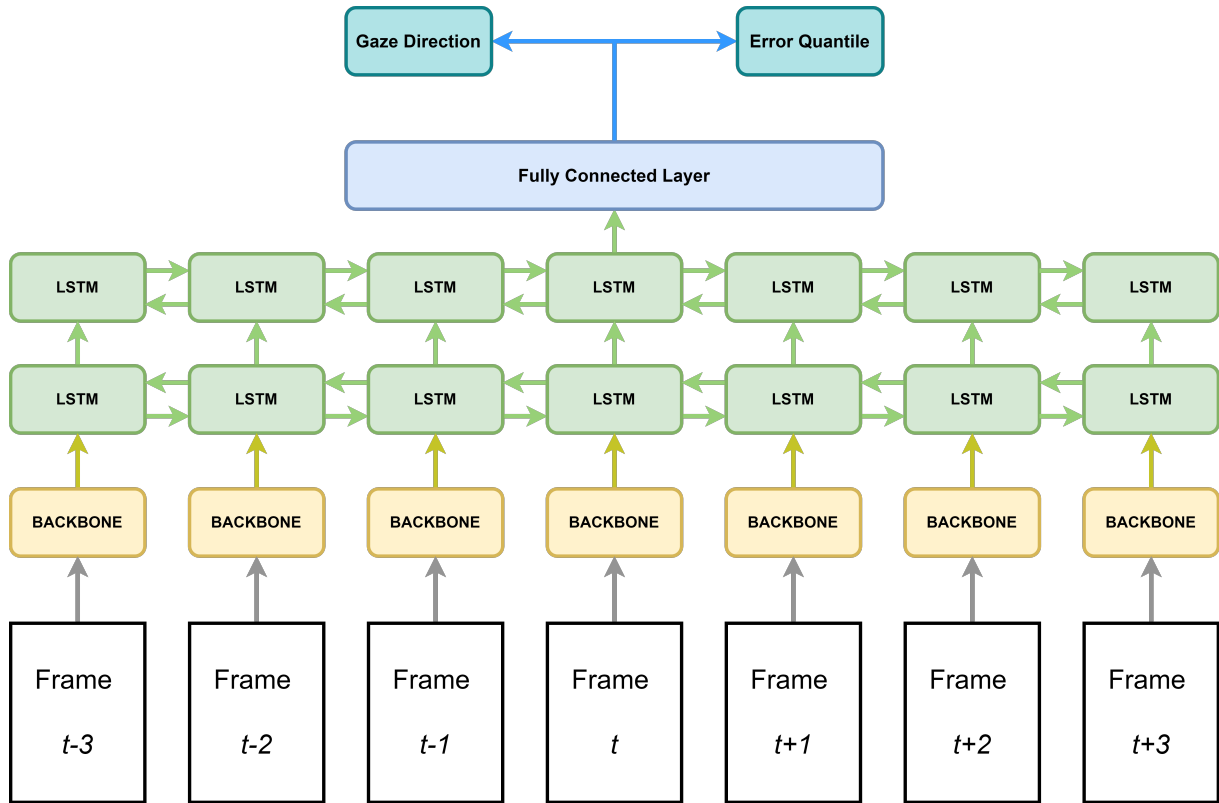 Gaze Direction
Error Quantile
Fully Connected Layer
LSTM LSTM LSTM LSTM LSTM LSTM LSTM
LSTM LSTM LSTM LSTM LSTM LSTM LSTM
BACKBONE BACKBONE BACKBONE BACKBONE BACKBONE BACKBONE BACKBONE
Frame Frame Frame Frame Frame Frame Frame
t-3 t-2 t-1 t t+1 t+2 t+3